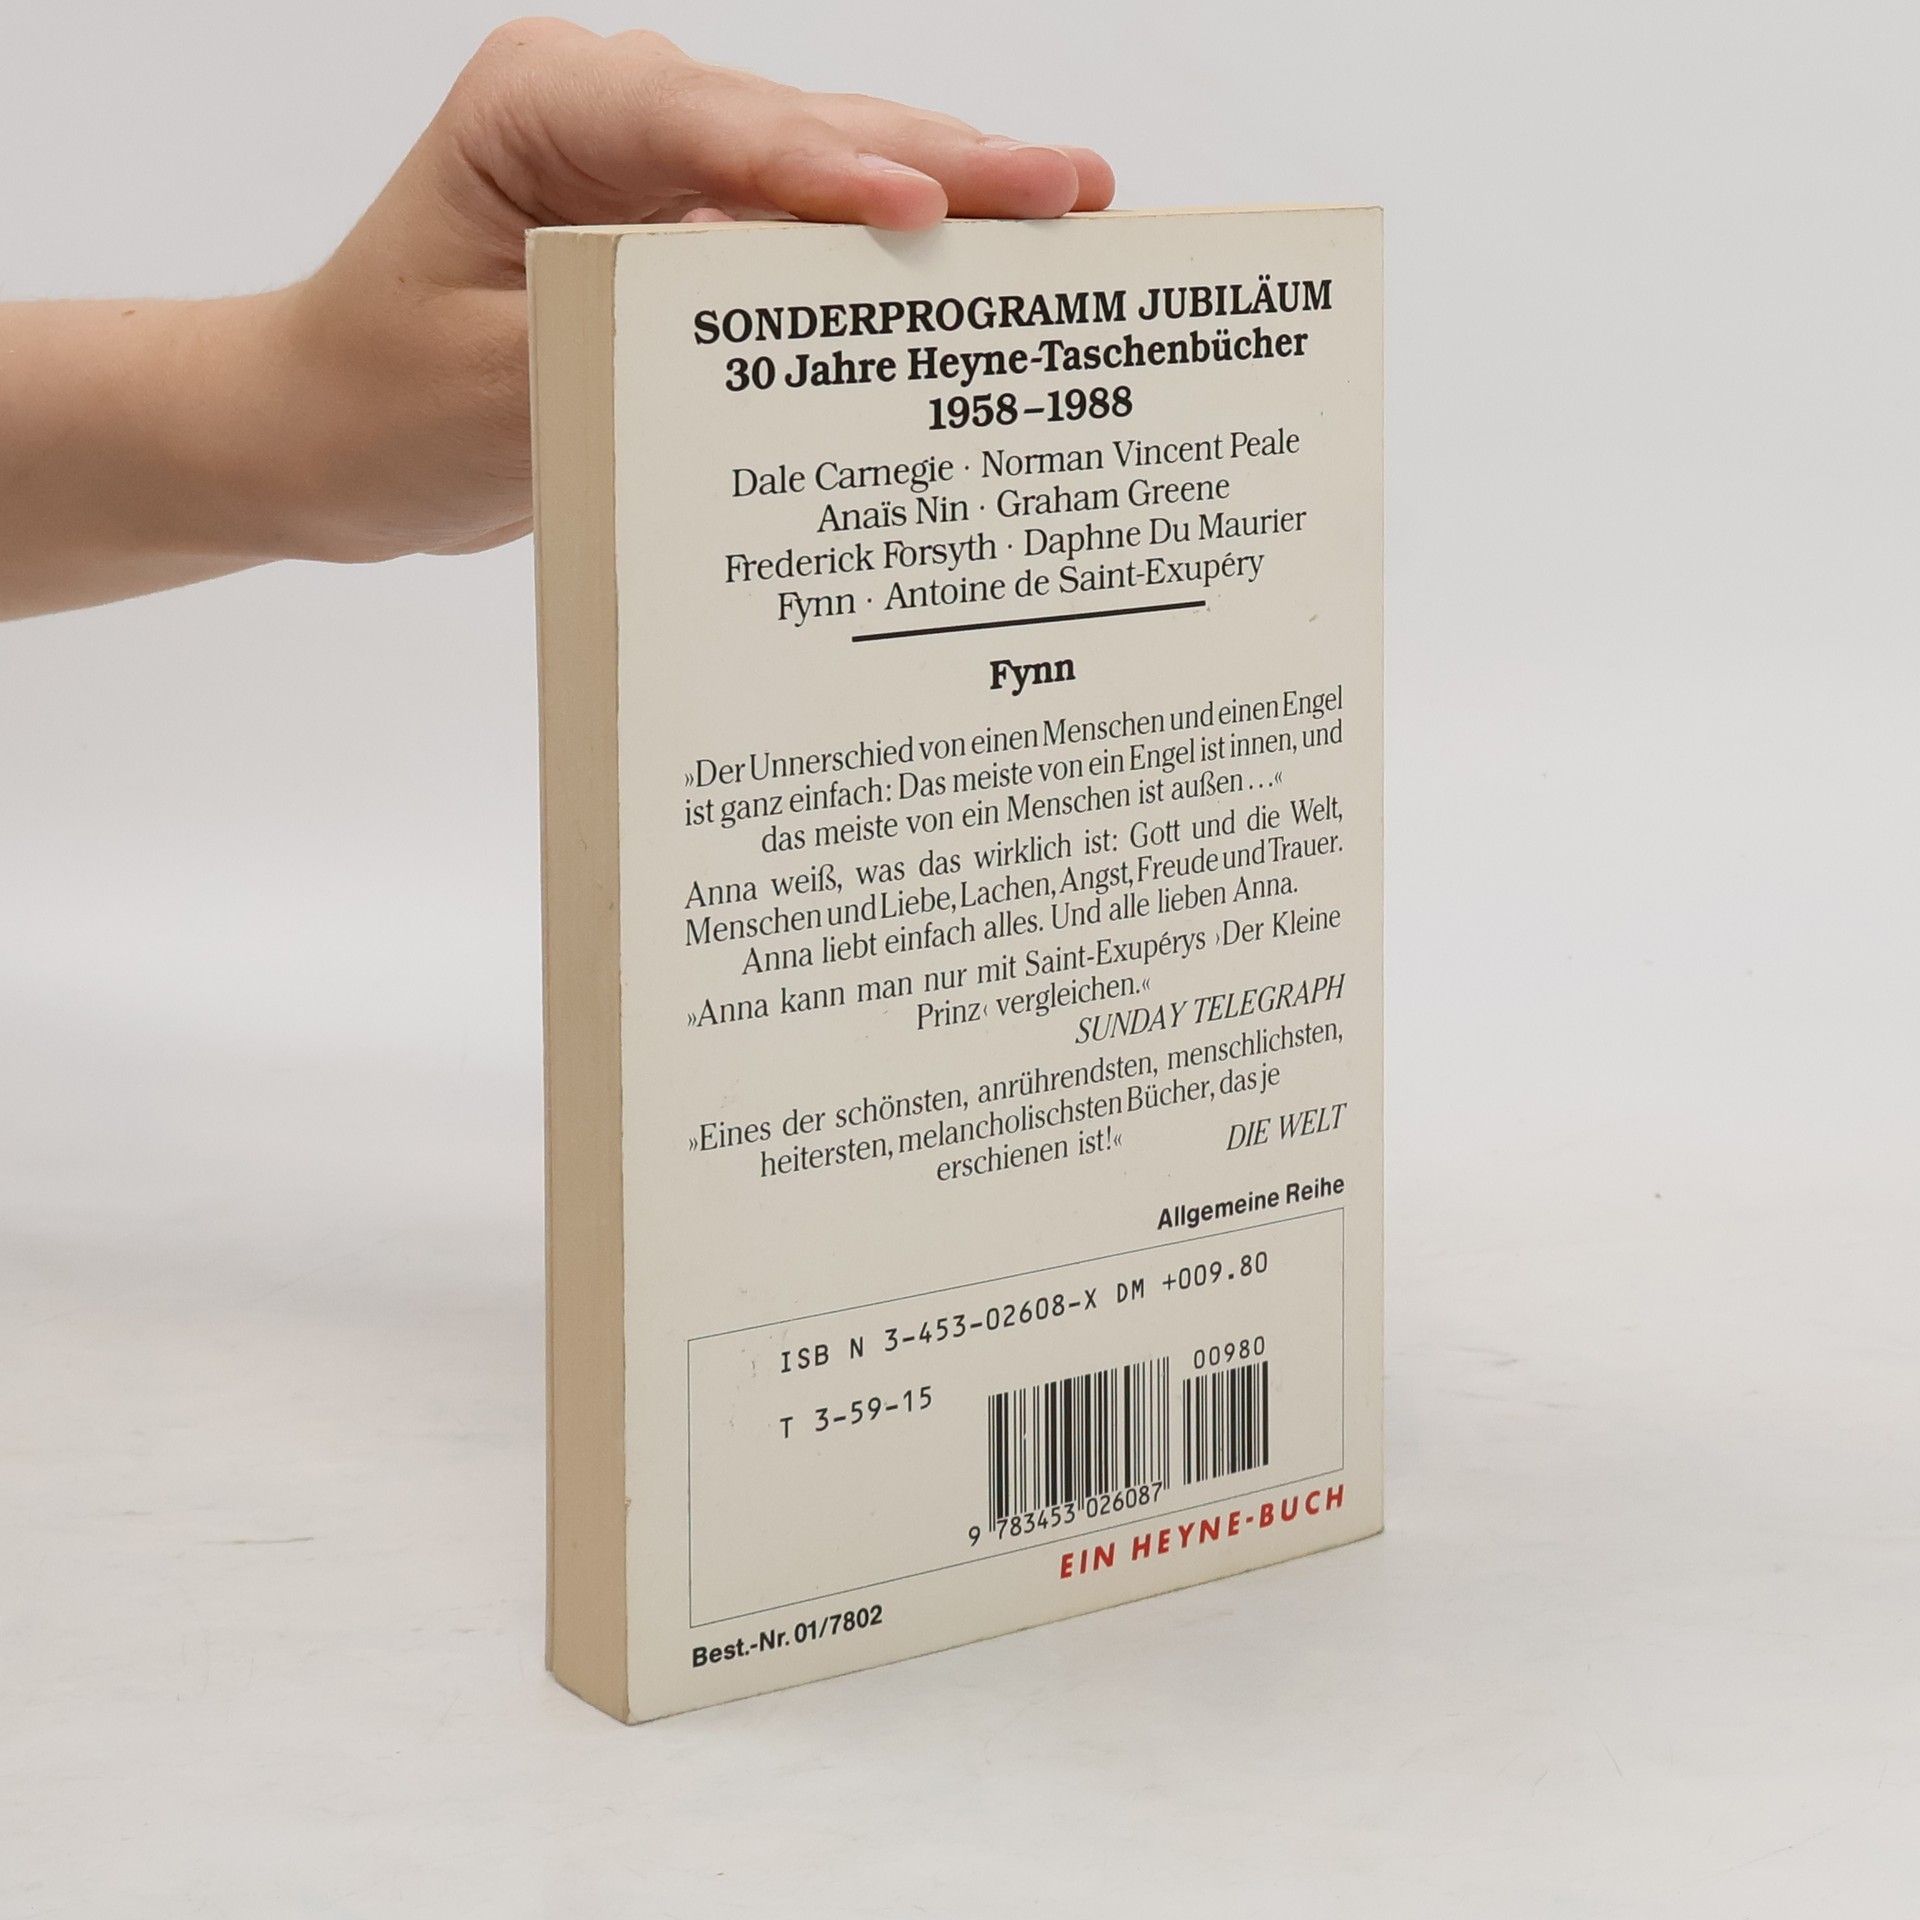 SONDERPROGRAMM JUBILÄUM
30 Jahre Heyne-Taschenbücher
1958–1988
Dale Carnegie · Norman Vincent Peale
Anaïs Nin · Graham Greene
Frederick Forsyth · Daphne Du Maurier
Fynn · Antoine de Saint-Exupéry
Fynn
»Der Unnerschied von einen Menschen und einen Engel
ist ganz einfach: Das meiste von ein Engel ist innen, und
das meiste von ein Menschen ist außen...«
Anna weiß, was das wirklich ist: Gott und die Welt,
Menschen und Liebe, Lachen, Angst, Freude und Trauer.
Anna liebt einfach alles. Und alle lieben Anna.
»Anna kann man nur mit Saint-Exupérys ›Der Kleine
Prinz‹ vergleichen.«
SUNDAY TELEGRAPH
»Eines der schönsten, anrührendsten, menschlichsten,
heitersten, melancholischsten Bücher, das je
erschienen ist!« DIE WELT
Allgemeine Reihe
ISB N 3-453-02608-X DM +009.80
T 3-59-15
00980
9 783453 026087
EIN HEYNE-BUCH
Best.-Nr. 01/7802